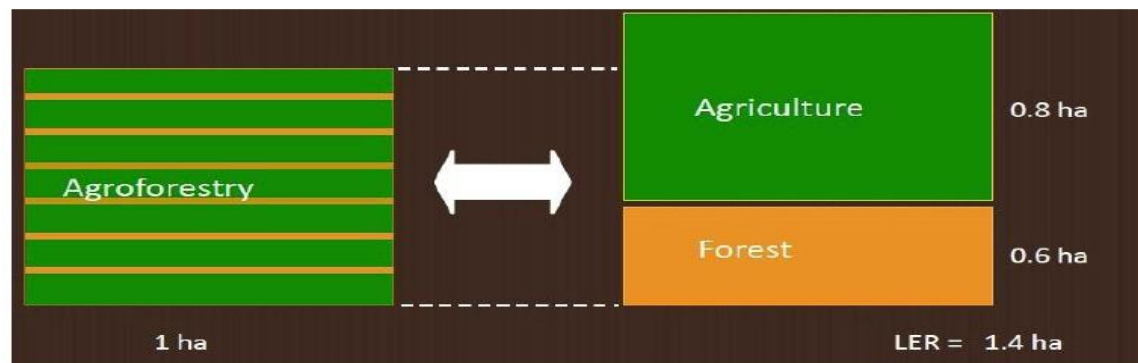 Agroforestry
1 ha
Agriculture
0.8 ha
Forest
0.6 ha
LER = 1.4 ha